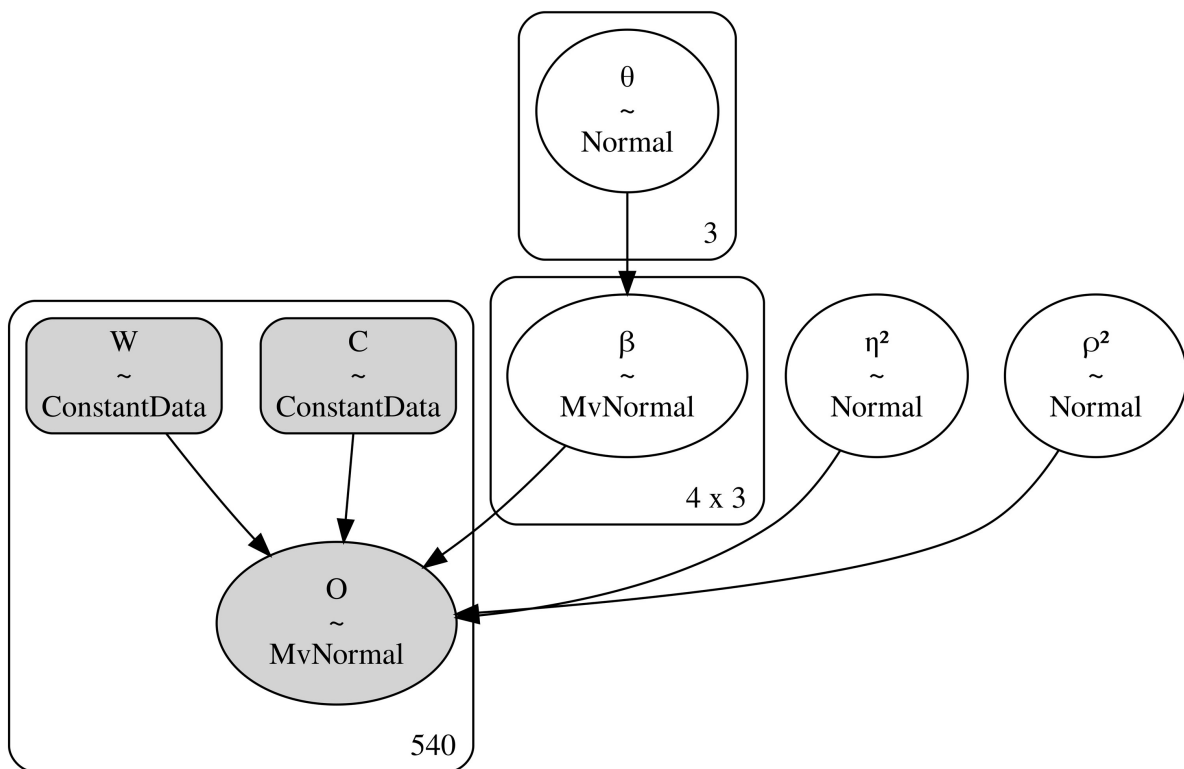 θ
~
Normal
3
W
~
ConstantData
C
~
ConstantData
β
~
MvNormal
4 x 3
η²
~
Normal
ρ²
~
Normal
O
~
MvNormal
540